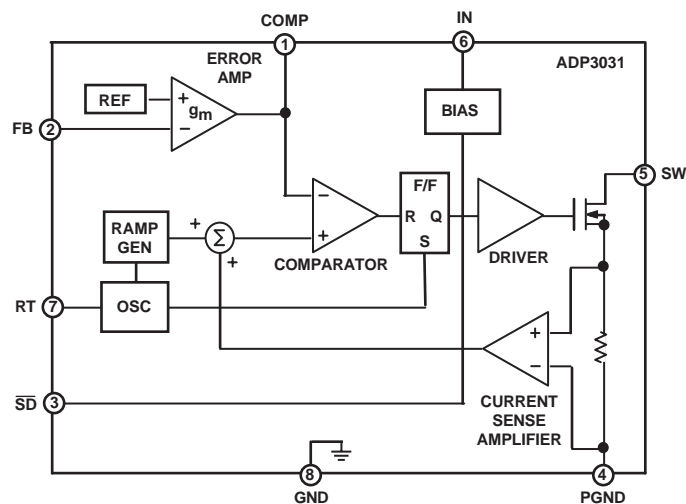 COMP
IN
1
6
ERROR
AMP
ADP3031
REF
+
gm
−
BIAS
FB
2
5
SW
F/F
R
Q
S
−
+
COMPARATOR
DRIVER
RAMP
GEN
+
Σ
+
RT
7
OSC
+
−
SD
3
CURRENT
SENSE
AMPLIFIER
8
4
GND
PGND